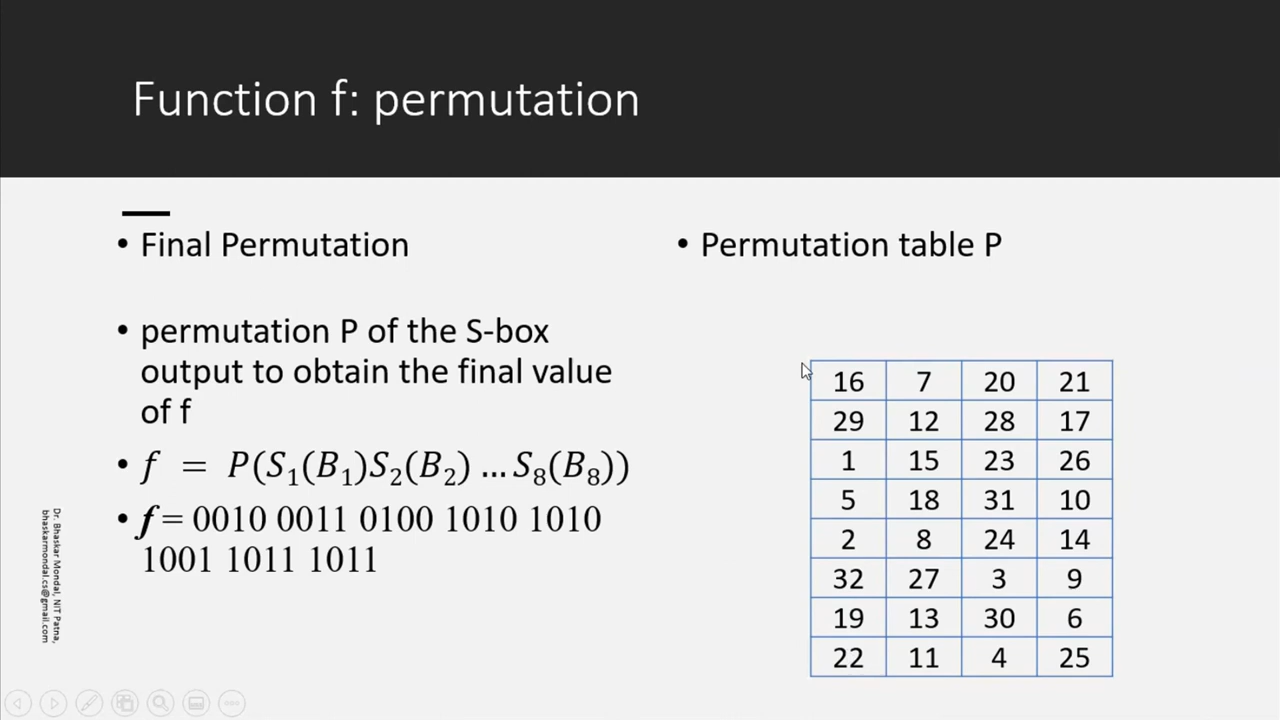 Function f: permutation
• Final Permutation
• permutation P of the S-box
output to obtain the final value
of f
• f = P(S₁(B₁)S₂(B₂) …S₈(B₈))
• f = 0010 0011 0100 1010 1010
1001 1011 1011
• Permutation table P
16 7 20 21
29 12 28 17
1 15 23 26
5 18 31 10
2 8 24 14
32 27 3 9
19 13 30 6
22 11 4 25
Dr. Bhaskar Mondal, NIT Patna,
bhaskarmondal.cs@gmail.com